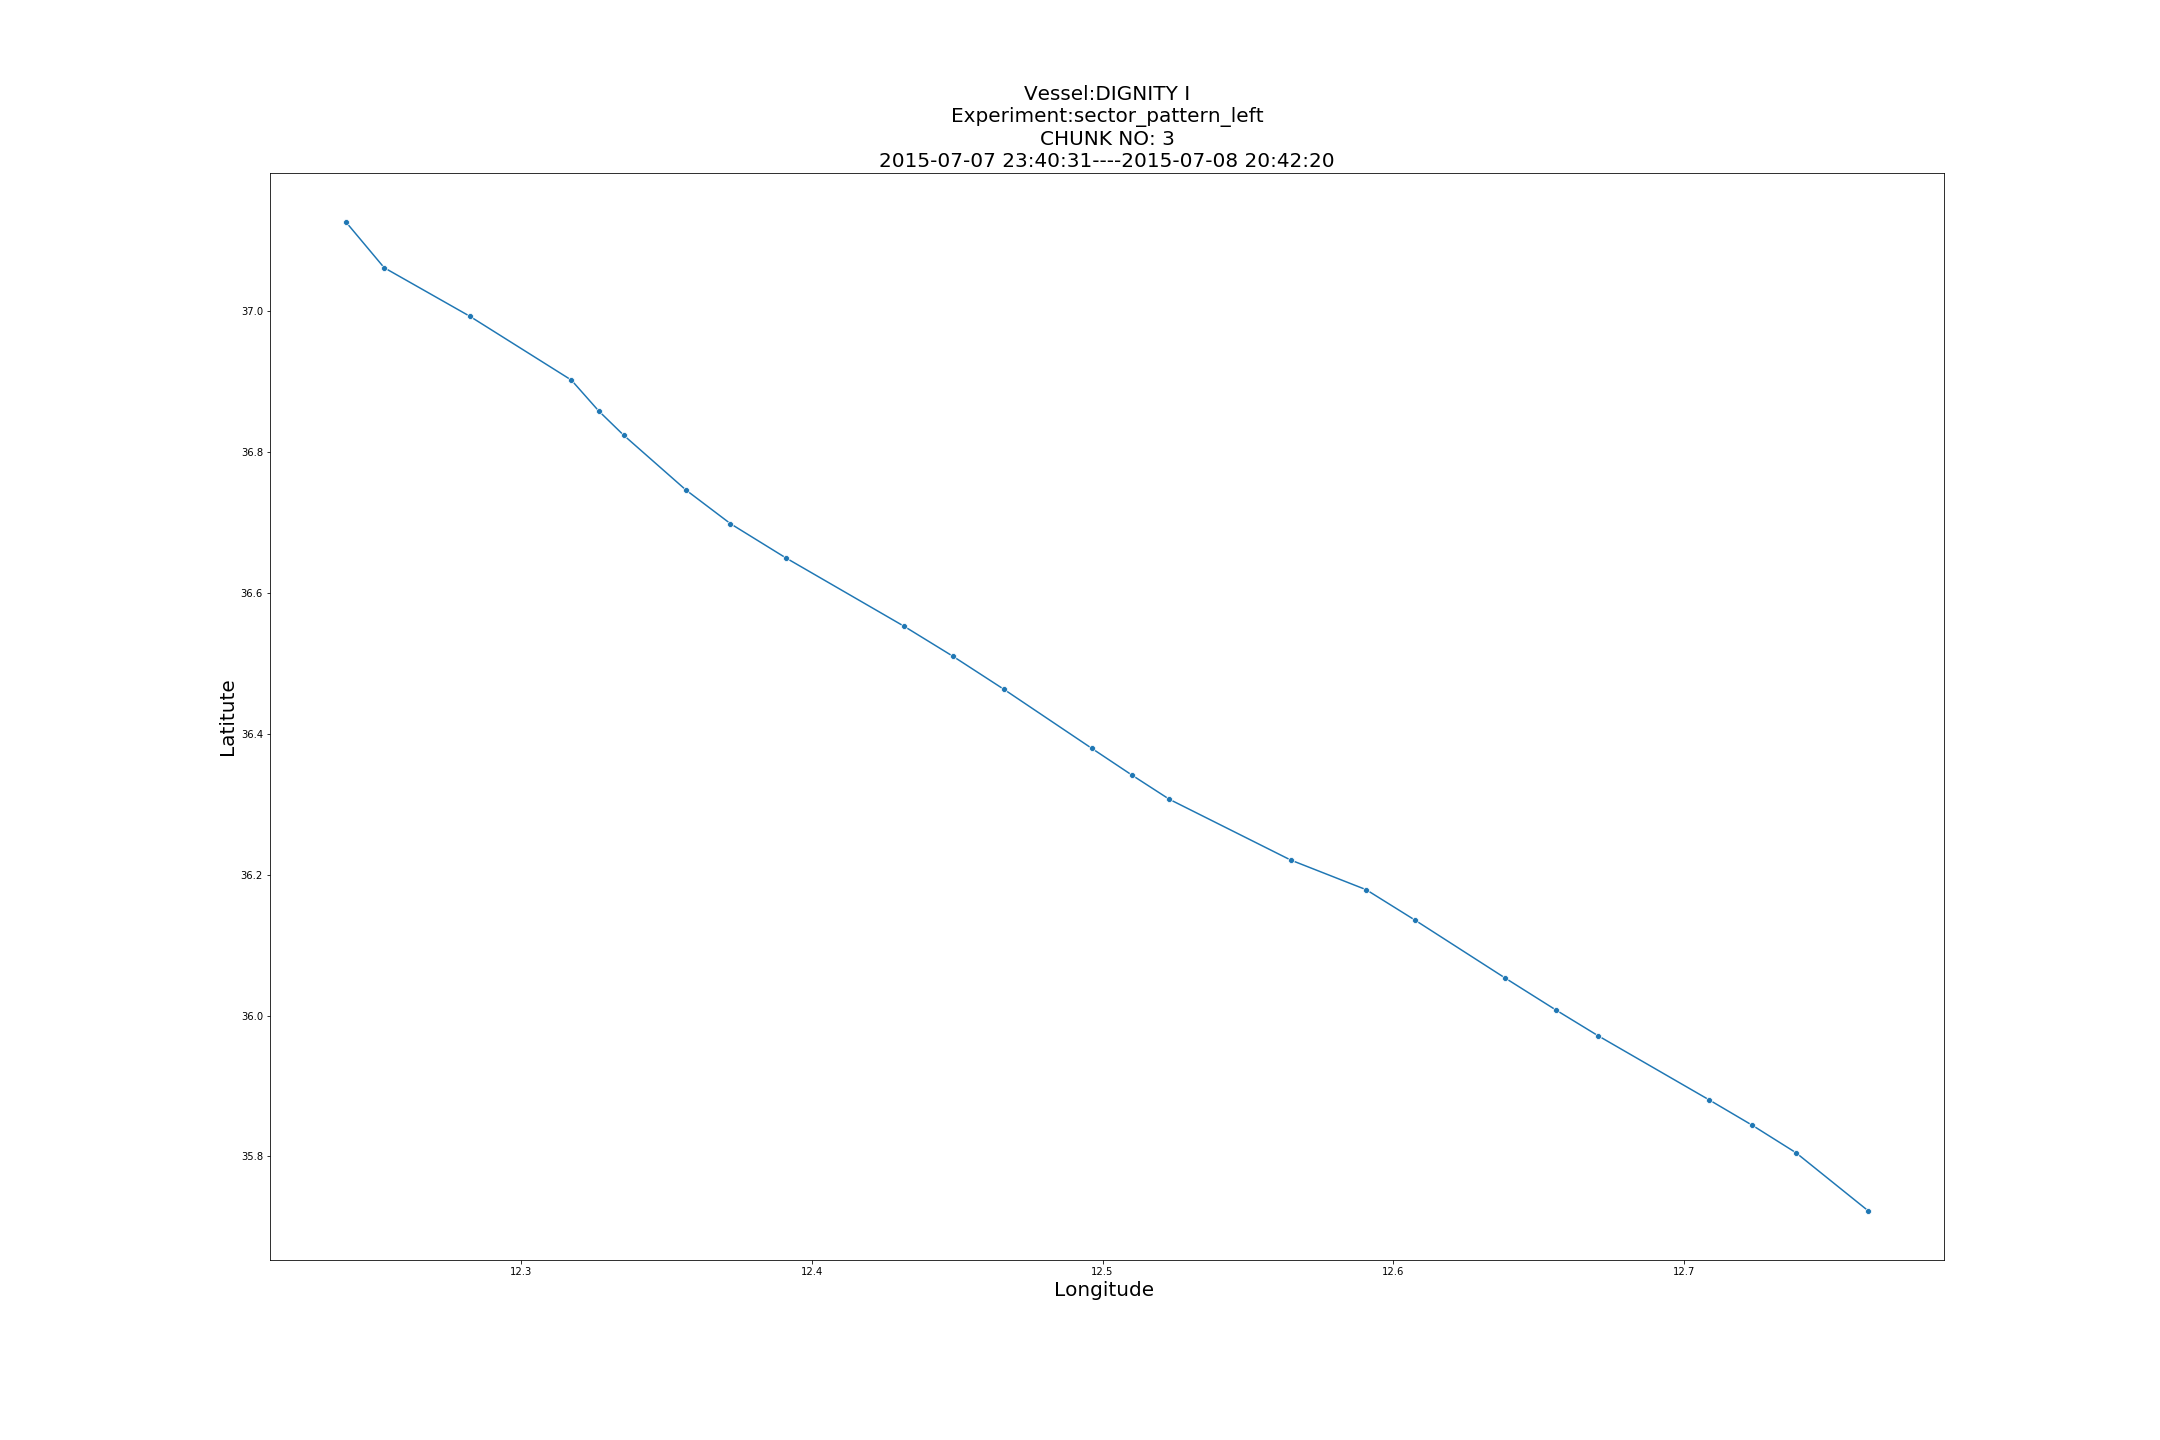 Vessel:DIGNITY I
Experiment:sector_pattern_left
CHUNK NO: 3
2015-07-07 23:40:31----2015-07-08 20:42:20
37.0
36.8
36.6
36.4
36.2
36.0
35.8
Latitute
12.3 12.4 12.5 12.6 12.7
Longitude